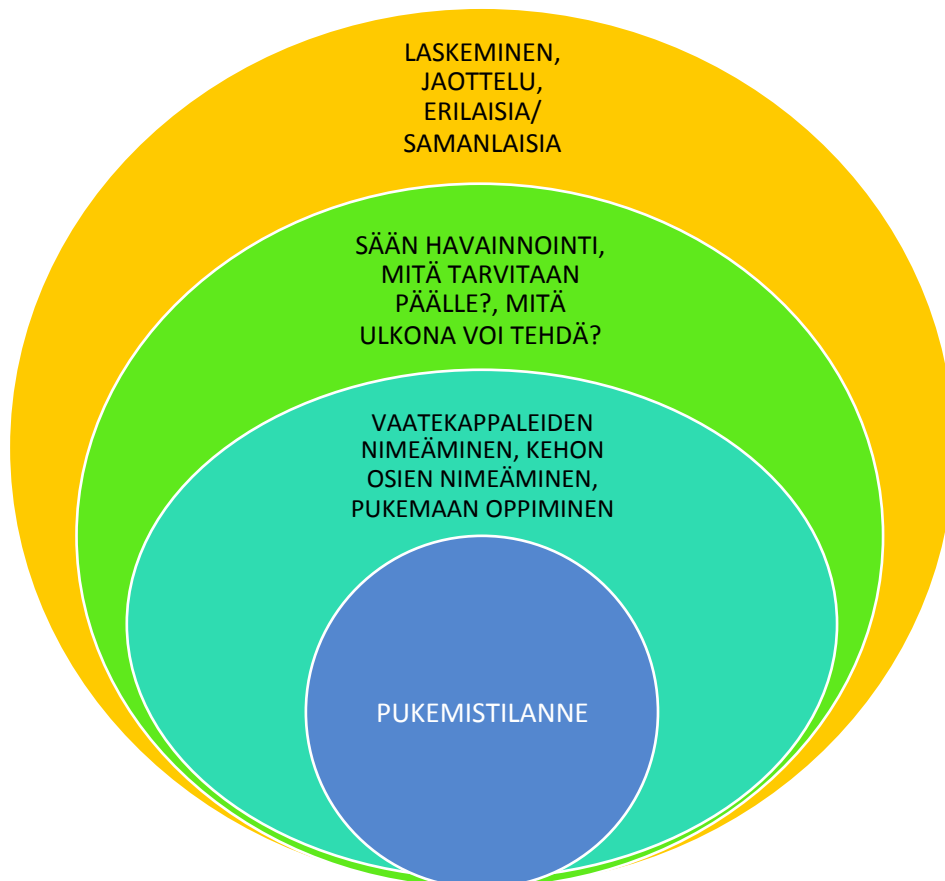 LASKEMINEN,
JAOTTELU,
ERILAISIA/
SAMANLAISIA
SÄÄN HAVAINNOINTI,
MITÄ TARVITAAN
PÄÄLLE?, MITÄ
ULKONA VOI TEHDÄ?
VAATEKAPPALEIDEN
NIMEÄMINEN, KEHON
OSIEN NIMEÄMINEN,
PUKEMAAN OPPIMINEN
PUKEMISTILANNE